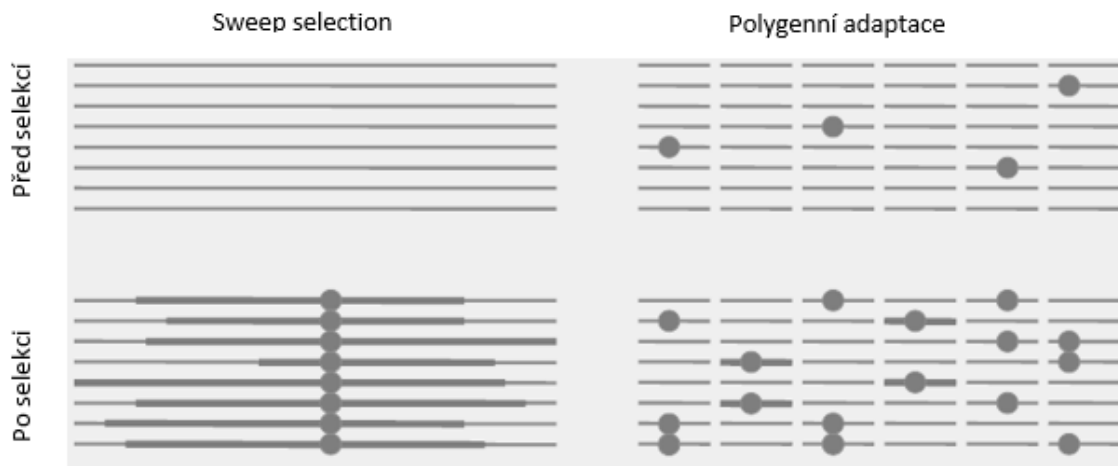 Sweep selection
Polygenní adaptace
Před selekcí
Po selekci